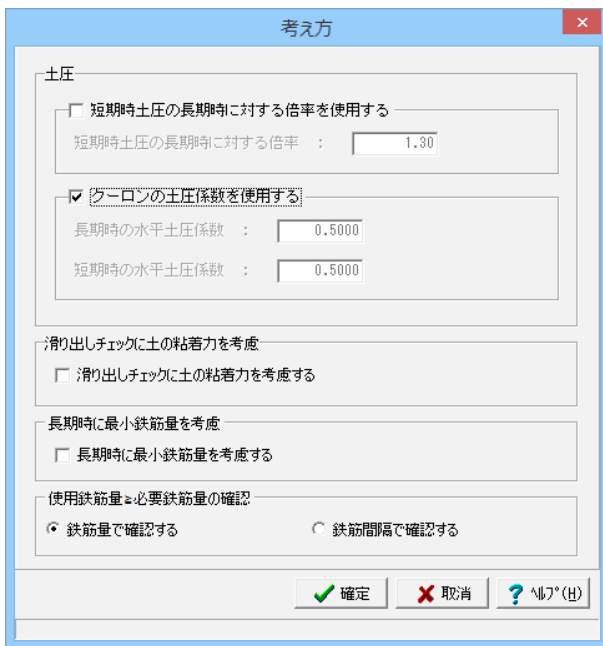 考え方
土圧
短期時土圧の長期時に対する倍率を使用する
短期時土圧の長期時に対する倍率 : 1.30
クーロンの土圧係数を使用する
長期時の水平土圧係数 : 0.5000
短期時の水平土圧係数 : 0.5000
滑り出しチェックに土の粘着力を考慮
滑り出しチェックに土の粘着力を考慮する
長期時に最小鉄筋量を考慮
長期時に最小鉄筋量を考慮する
使用鉄筋量≧必要鉄筋量の確認
鉄筋量で確認する 鉄筋間隔で確認する
確定 取消 ? ヘルプ(H)